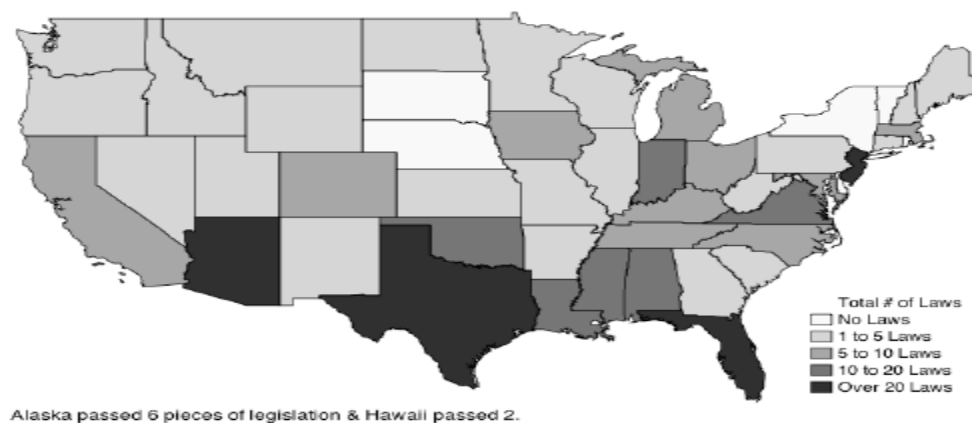 Total # of Laws
No Laws
1 to 5 Laws
5 to 10 Laws
10 to 20 Laws
Over 20 Laws
Alaska passed 6 pieces of legislation & Hawaii passed 2.